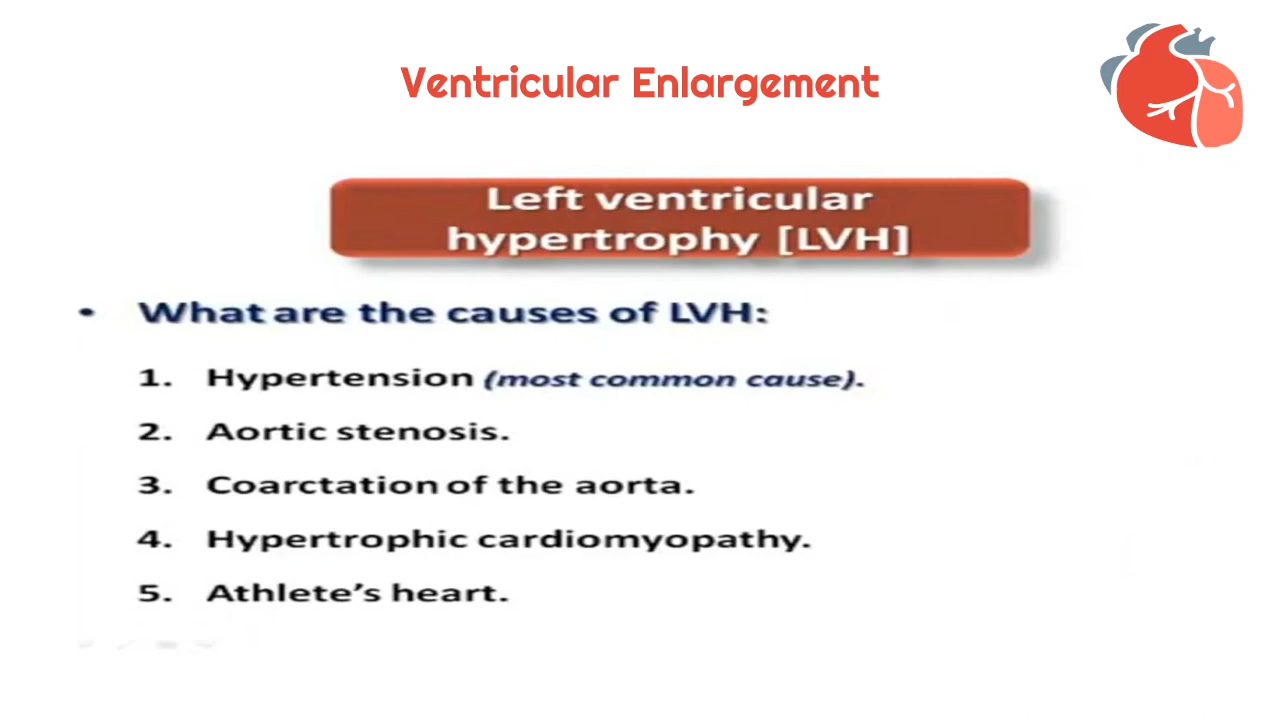 Ventricular Enlargement
Left ventricular
hypertrophy [LVH]
• What are the causes of LVH:
1. Hypertension (most common cause).
2. Aortic stenosis.
3. Coarctation of the aorta.
4. Hypertrophic cardiomyopathy.
5. Athlete's heart.